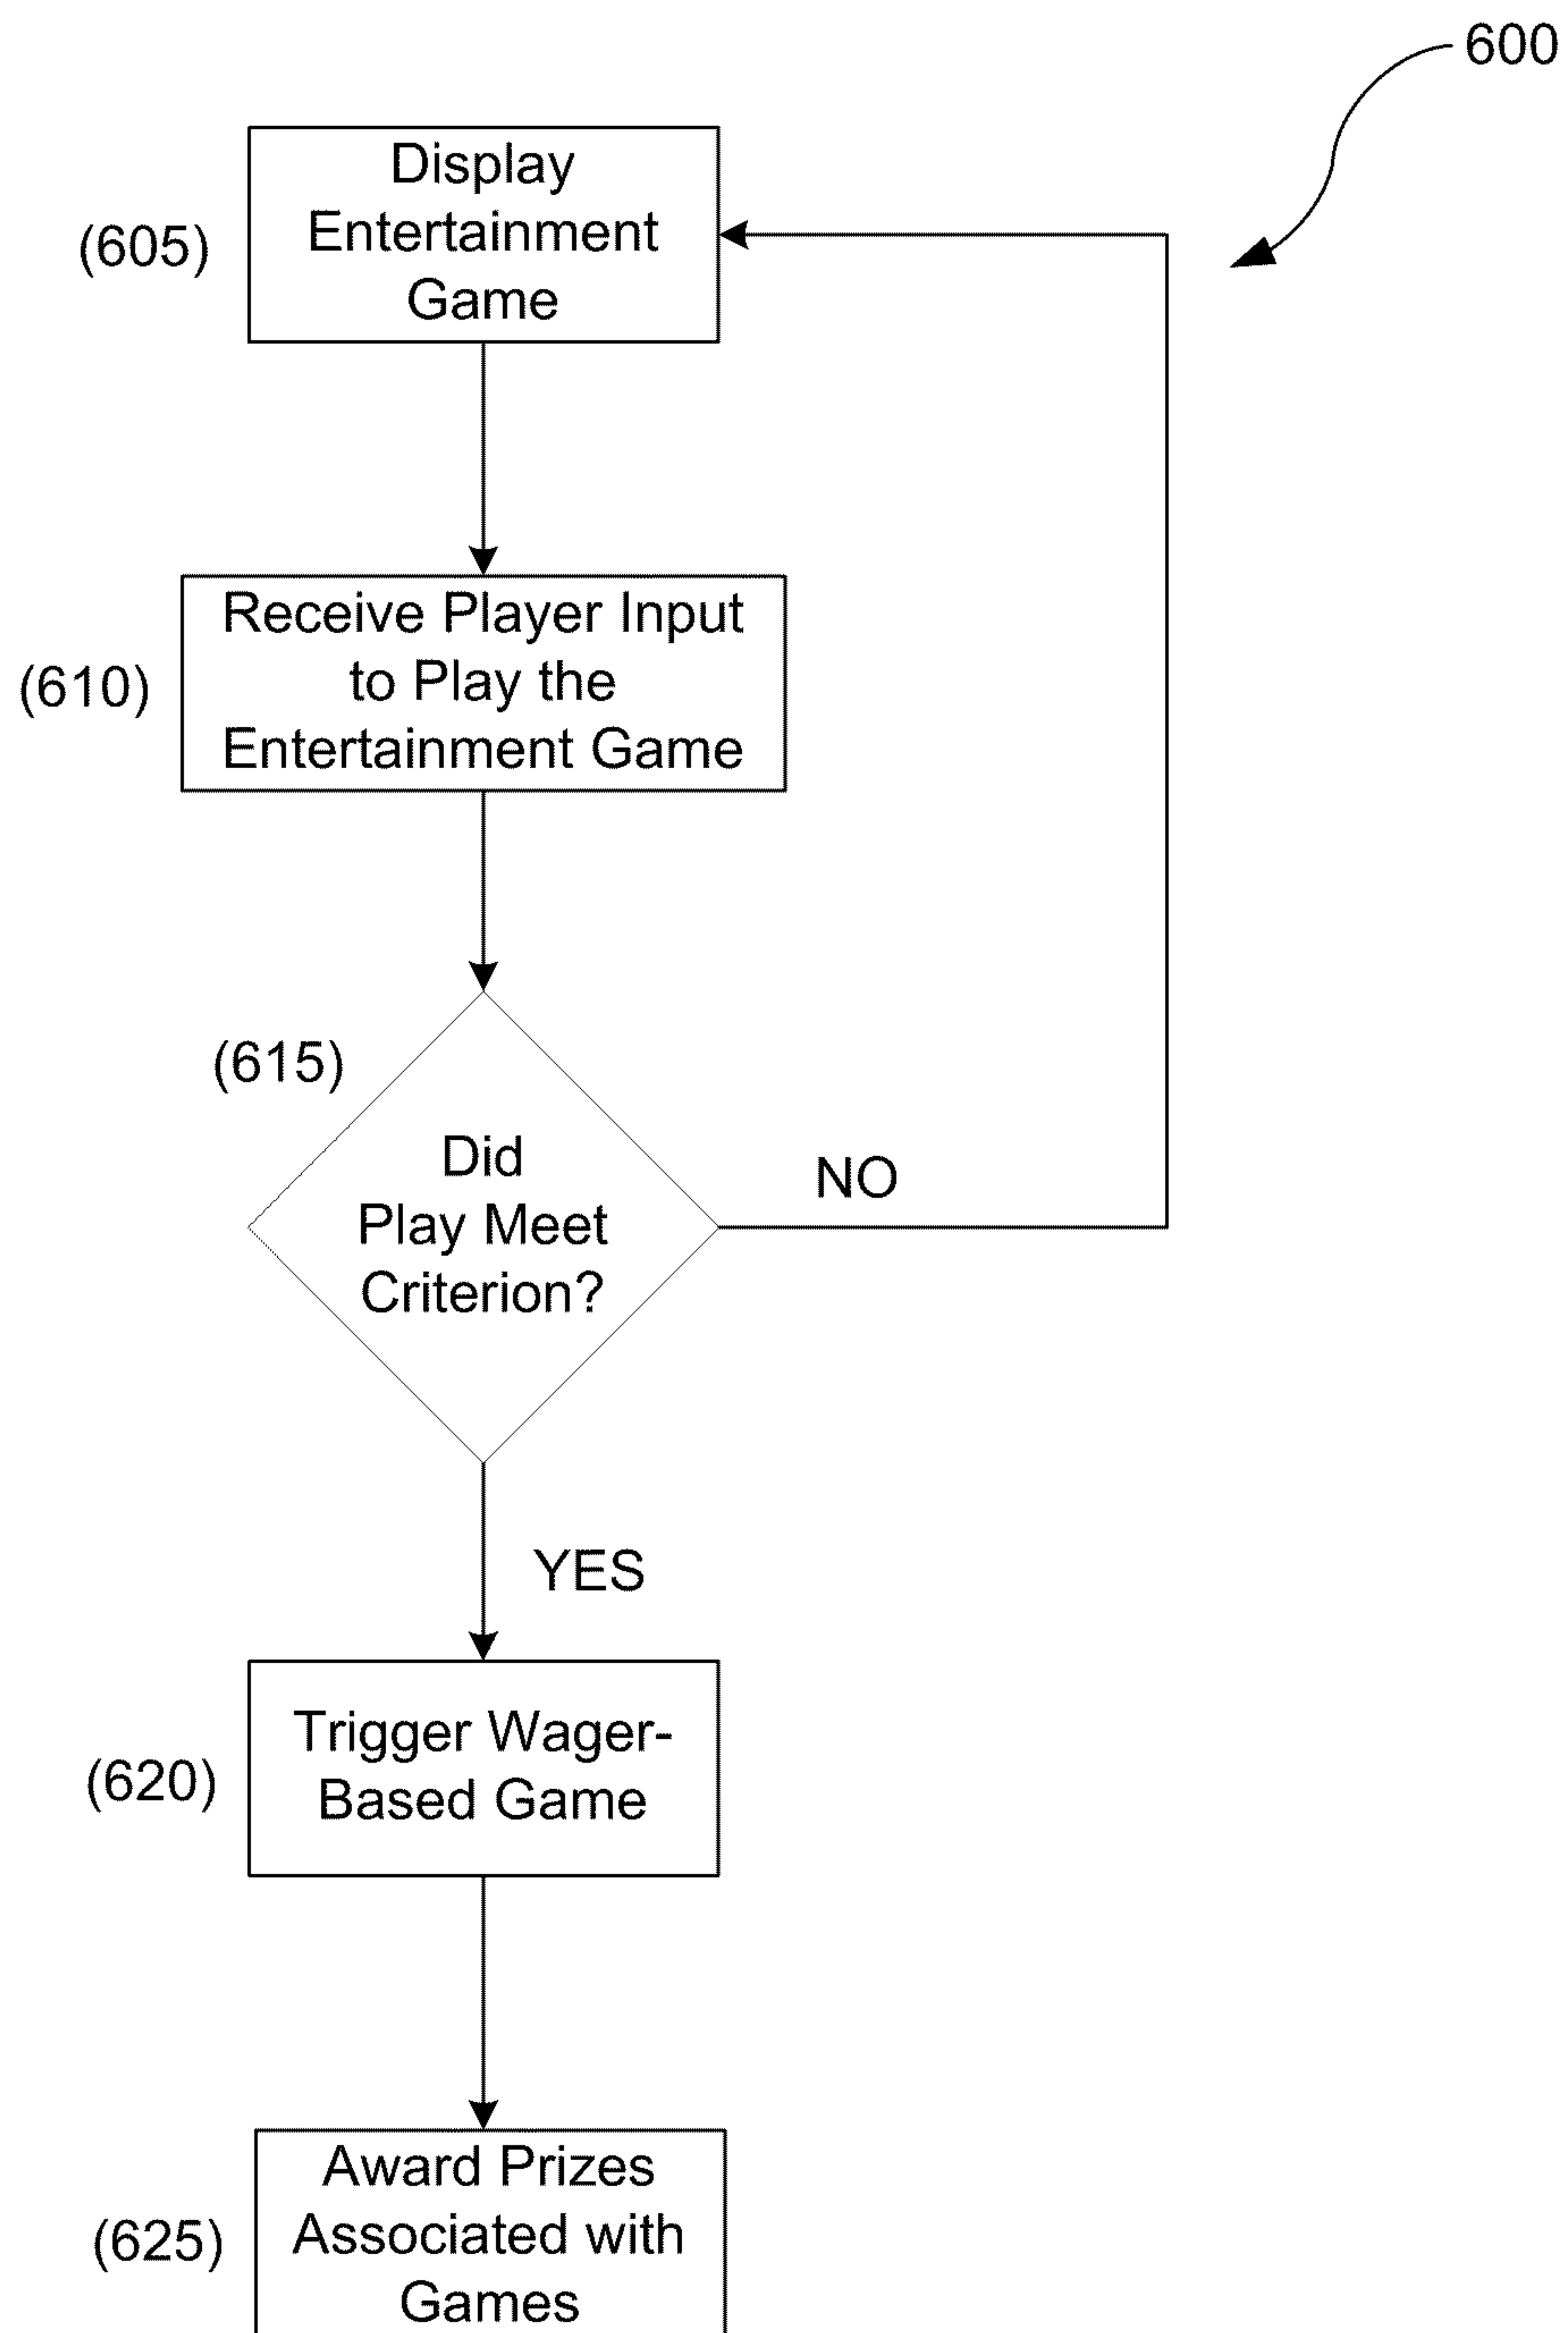 600
Display
Entertainment
Game
(605)
Receive Player Input
to Play the
Entertainment Game
(610)
(615)
Did
Play Meet
Criterion?
NO
YES
Trigger Wager-
Based Game
(620)
Award Prizes
Associated with
Games
(625)